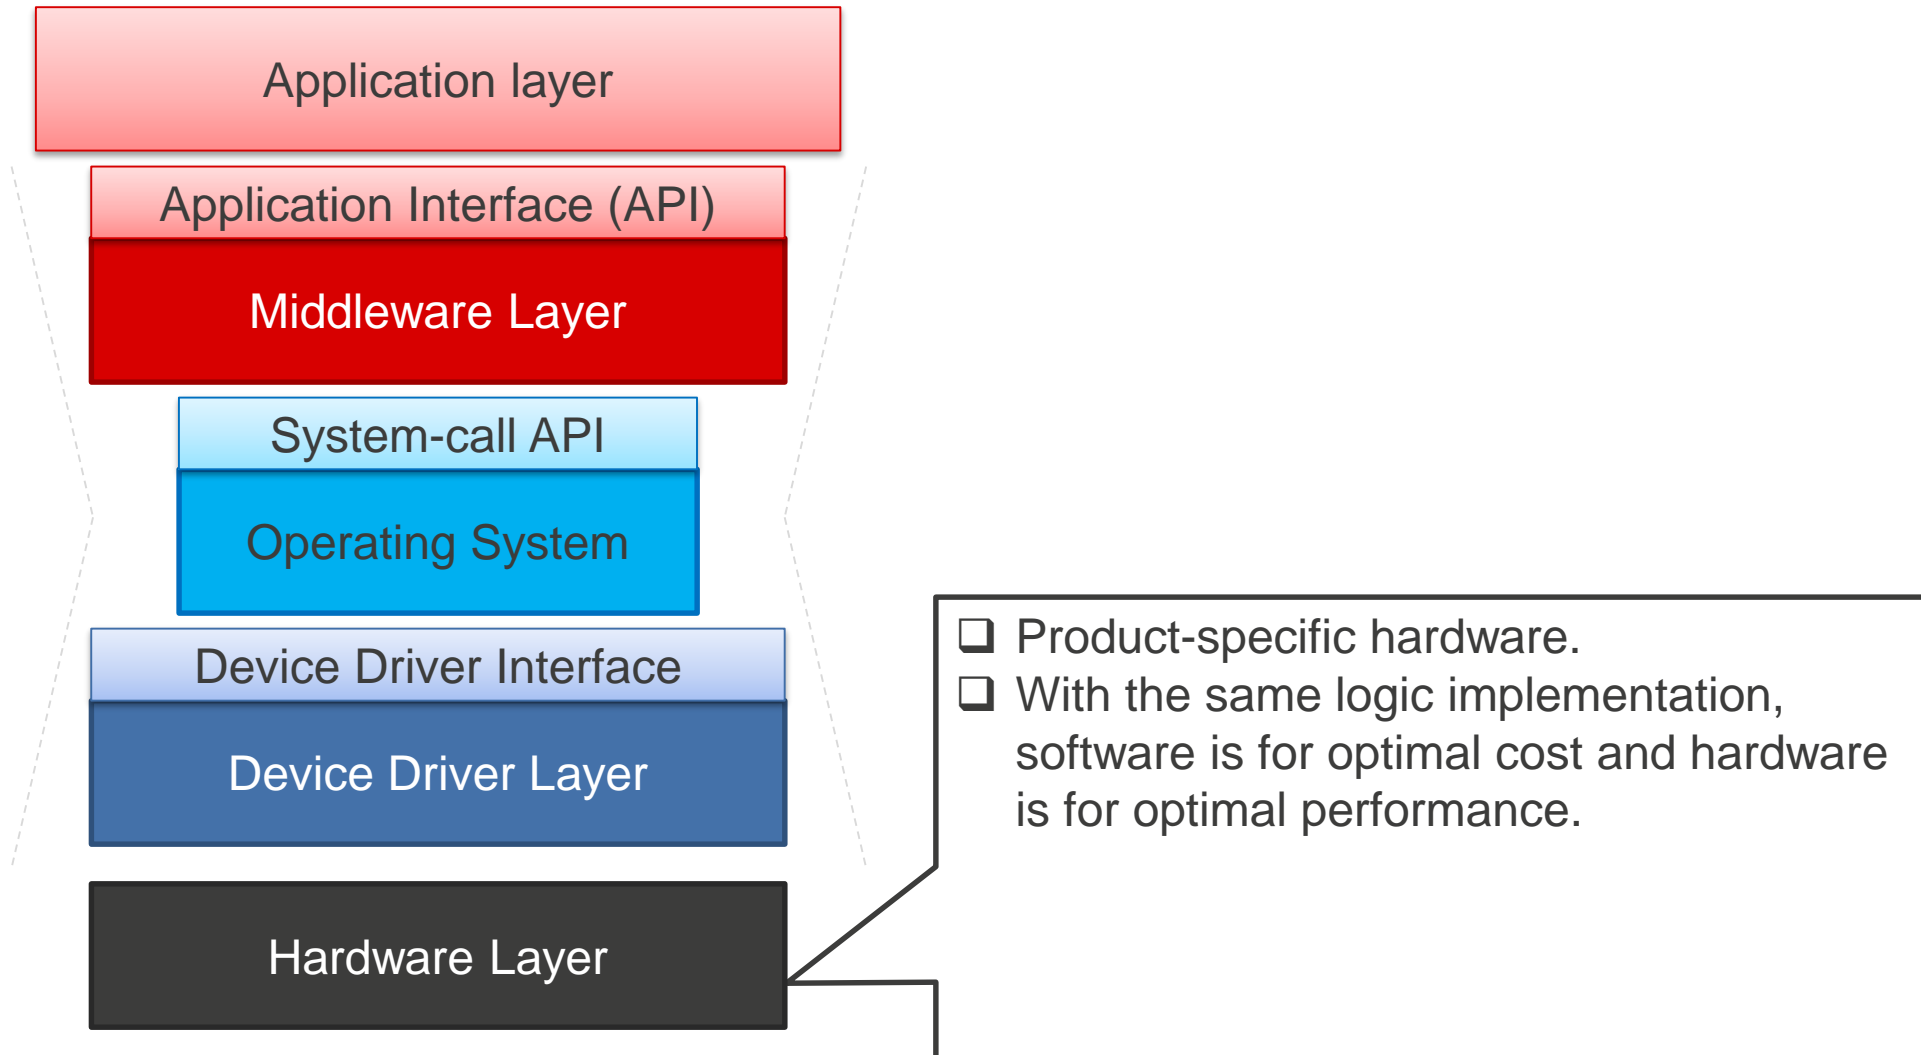 Application layer
Application Interface (API)
Middleware Layer
System-call API
Operating System
Device Driver Interface
Device Driver Layer
Hardware Layer
❑ Product-specific hardware.
❑ With the same logic implementation,
software is for optimal cost and hardware
is for optimal performance.